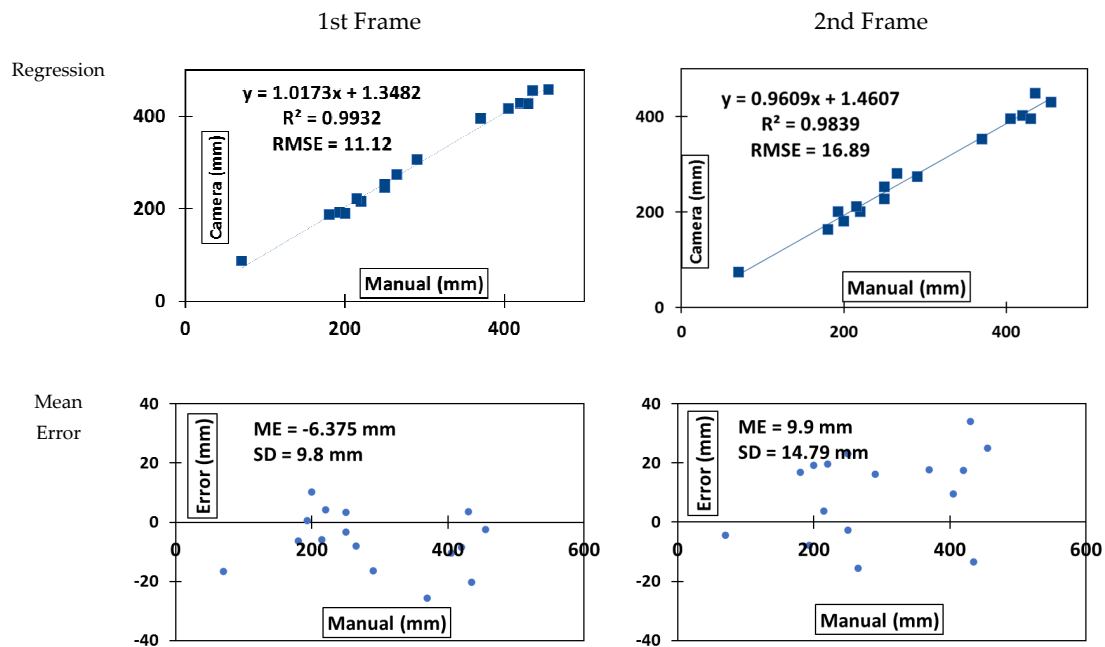 1st Frame
2nd Frame
Regression
y = 1.0173x + 1.3482
R² = 0.9932
RMSE = 11.12
Camera (mm)
Manual (mm)
400
200
0
0
200
400
y = 0.9609x + 1.4607
R² = 0.9839
RMSE = 16.89
Camera (mm)
Manual (mm)
400
200
0
0
200
400
Mean
Error
ME = -6.375 mm
SD = 9.8 mm
Error (mm)
Manual (mm)
40
20
0
-20
-40
0
200
400
600
ME = 9.9 mm
SD = 14.79 mm
Error (mm)
Manual (mm)
40
20
0
-20
-40
0
200
400
600